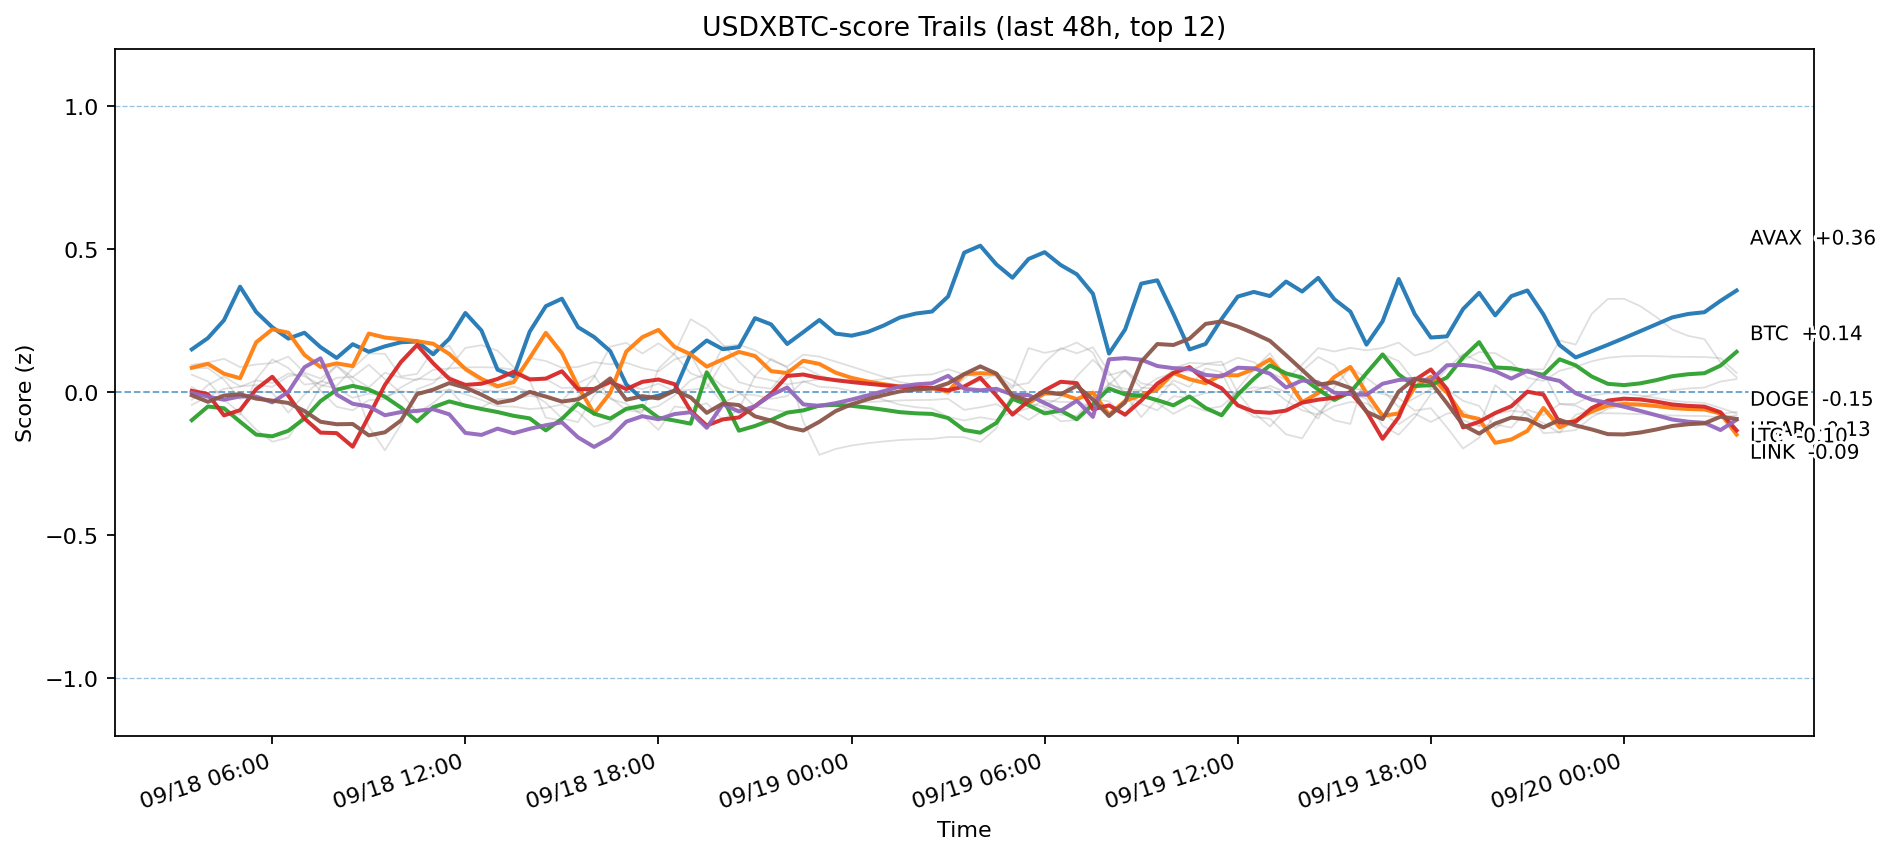 USDXBTC-score Trails (last 48h, top 12)
Score (z)
1.0
0.5
0.0
−0.5
−1.0
AVAX +0.36
BTC +0.14
DOGE -0.15
HBAR -0.13
LTC -0.10
LINK -0.09
09/18 06:00
09/18 12:00
09/18 18:00
09/19 00:00
09/19 06:00
09/19 12:00
09/19 18:00
09/20 00:00
Time